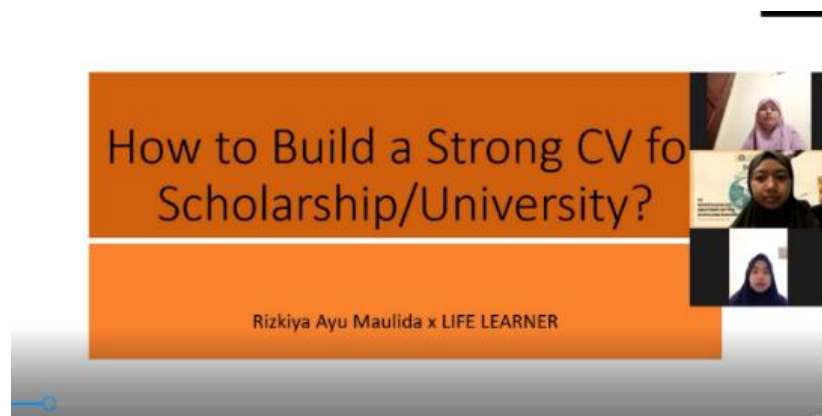 How to Build a Strong CV fo
Scholarship/University?
Rizkiya Ayu Maulida x LIFE LEARNER